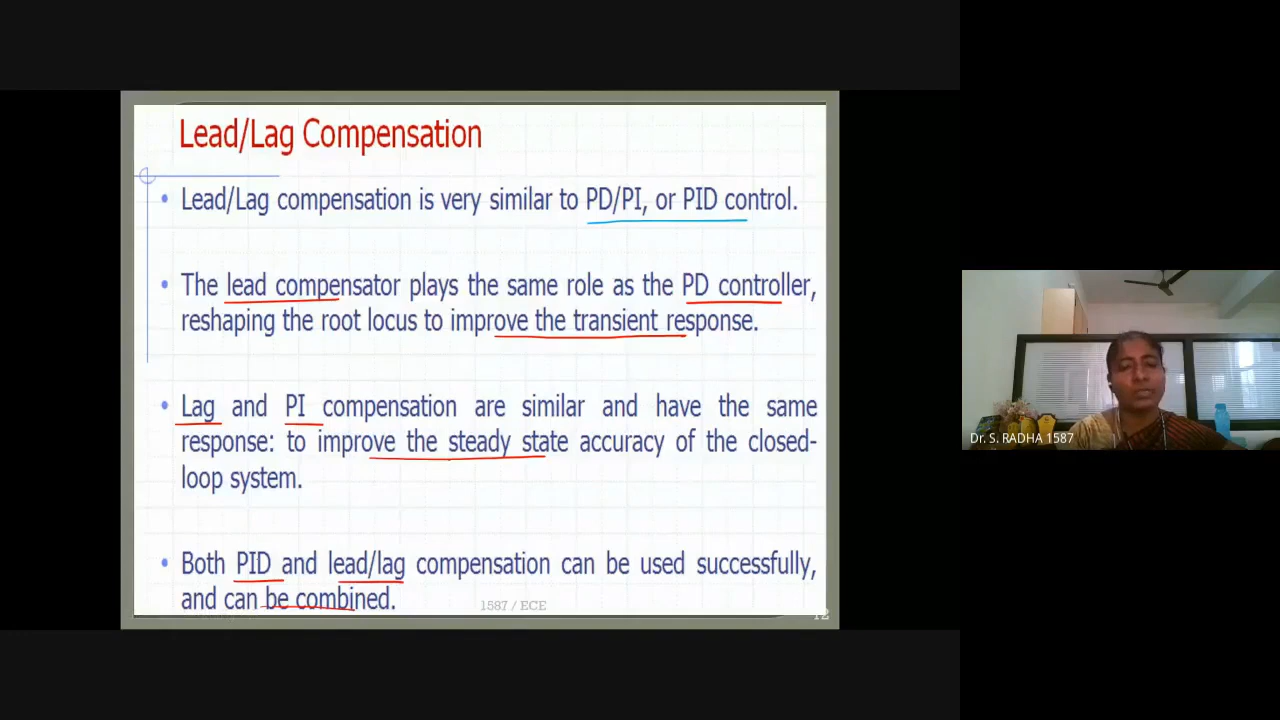 Lead/Lag Compensation
• Lead/Lag compensation is very similar to PD/PI, or PID control.
• The lead compensator plays the same role as the PD controller,
reshaping the root locus to improve the transient response.
• Lag and PI compensation are similar and have the same
response: to improve the steady state accuracy of the closed-
loop system.
• Both PID and lead/lag compensation can be used successfully,
and can be combined.
1587 / ECE
12
Dr. S. RADHA 1587